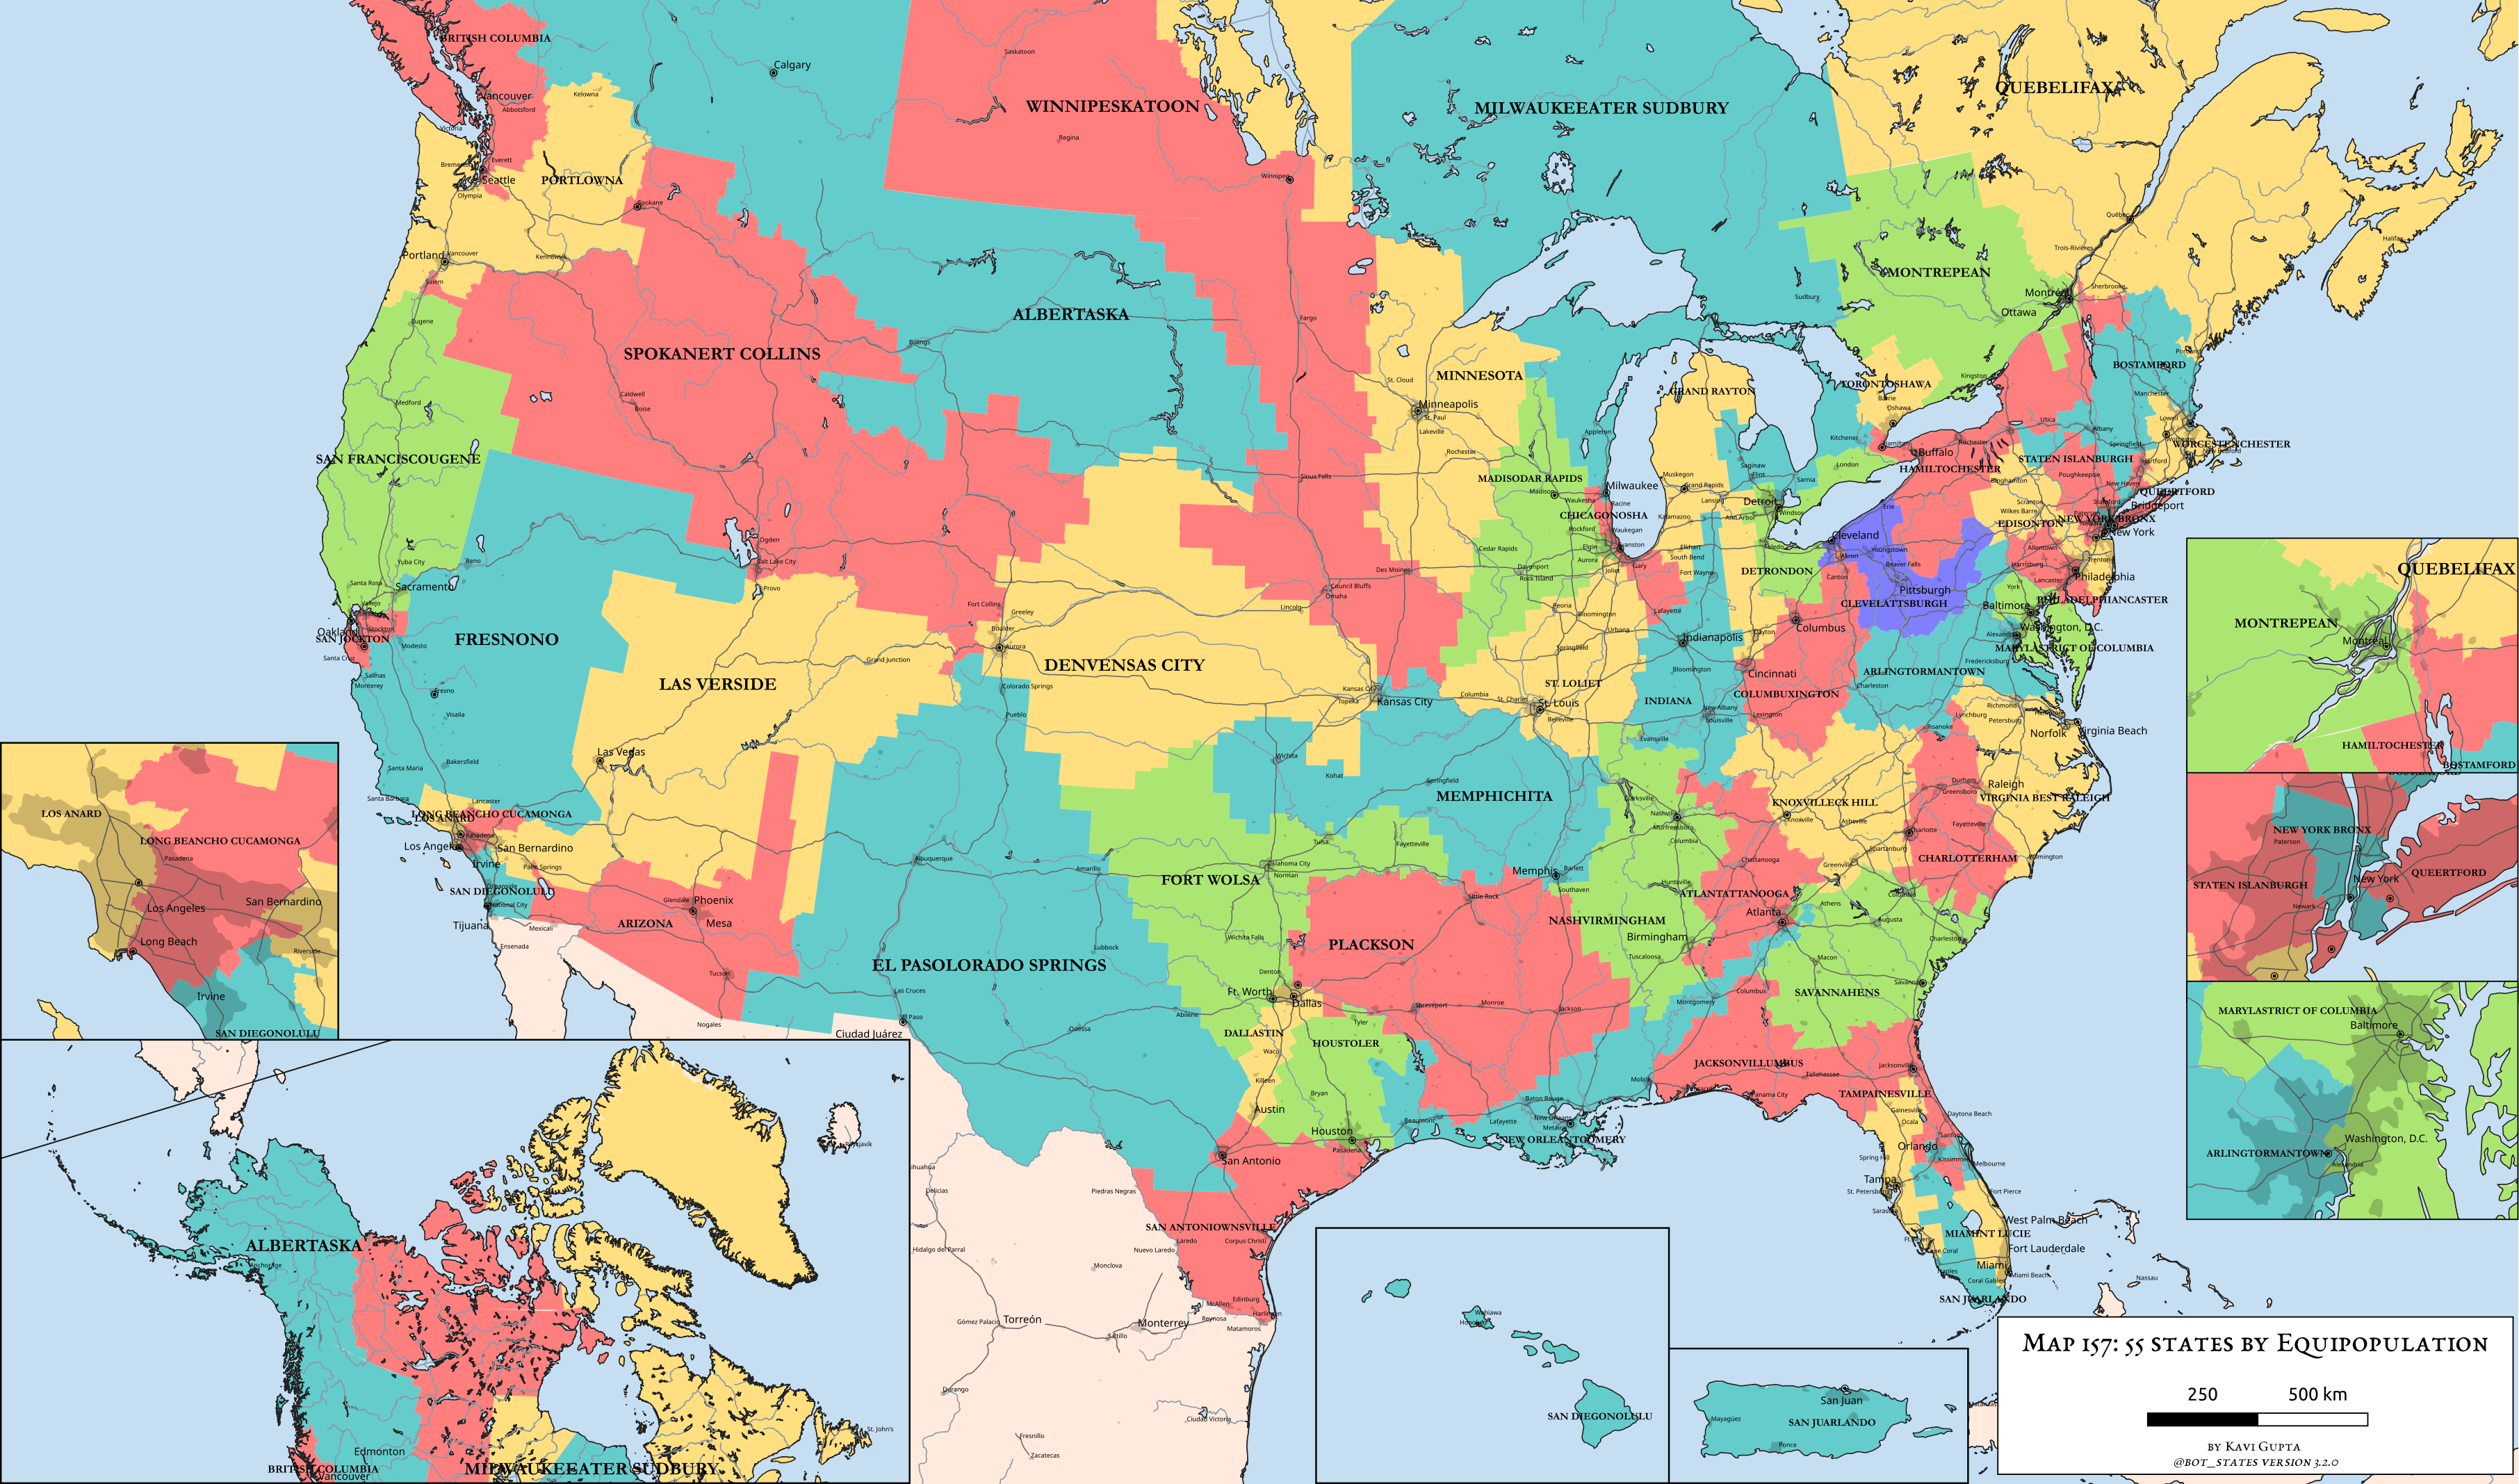 BRITISH COLUMBIA
Calgary
Saskatoon
WINNIPESKATOON
MILWAUKEEATER SUDBURY
QUEBELIFAX
Kelowna
Vancouver
Abbotsford
Victoria
Regina
Everett
Seattle
PORTLOWNA
Olympia
Spokane
Winnipeg
Québec
Trois-Rivières
Halifax
Portland
Vancouver
Kennewick
Salem
MONTREPEAN
Sherbrooke
Montréal
Ottawa
Sudbury
ALBERTASKA
Fargo
Eugene
SPOKANERT COLLINS
Billings
MINNESOTA
St. Cloud
BOSTAMFORD
Kingston
TORONTOSHAWA
Barrie
Oshawa
GRAND RAYTON
Caldwell
Boise
Medford
Minneapolis
St. Paul
Lakeville
Manchester
Lowell
Utica
Albany
Appleton
Kitchener
Hamilton
Rochester
Buffalo
HAMILTOCHESTER
Springfield
WORCESTENCHESTER
SAN FRANCISCOUGENE
Rochester
STATEN ISLANBURGH
Hartford
London
Saginaw
Flint
Sarnia
Sioux Falls
MADISODAR RAPIDS
Madison
Waukesha
Milwaukee
Racine
Muskegon
Grand Rapids
Lansing
Poughkeepsie
Binghamton
New Haven
QUEERTFORD
Bridgeport
Stamford
Detroit
Windsor
Ann Arbor
Kalamazoo
CHICAGONOSHA
Rockford
Waukegan
Erie
Scranton
Wilkes Barre
Paterson
EDISONTON
NEW YORK BRONX
New York
Cleveland
Youngstown
Akron
Canton
Beaver Falls
Pittsburgh
CLEVELATTSBURGH
Toledo
DETRONDON
Elkhart
South Bend
Fort Wayne
Gary
Evanston
Elgin
Aurora
Joliet
Cedar Rapids
Davenport
Rock Island
Des Moines
Council Bluffs
Omaha
Lincoln
Allentown
Trenton
Harrisburg
Lancaster
York
Philadelphia
PHILADELPHIANCASTER
Baltimore
Washington, D.C.
Alexandria
MARYLASTRICT OF COLUMBIA
Fredericksburg
Ogden
Salt Lake City
Provo
Reno
Yuba City
Santa Rosa
Sacramento
Vallejo
Oakland
Stockton
SAN JOCKTON
Modesto
Santa Cruz
Salinas
Monterey
FRESNONO
Fresno
Visalia
Bakersfield
Santa Maria
Santa Barbara
Lancaster
Fort Collins
Greeley
Boulder
Aurora
Grand Junction
Colorado Springs
Pueblo
DENVENSAS CITY
LAS VERSIDE
Las Vegas
Peoria
Bloomington
Urbana
Lafayette
Indianapolis
Dayton
Columbus
Cincinnati
COLUMBUXINGTON
Springfield
ST. LOLIET
Bloomington
INDIANA
ARLINGTORMANTOWN
Charleston
Kansas City
Kansas City
Topeka
Columbia
St. Charles
St. Louis
Belleville
Evansville
New Albany
Louisville
Lexington
Richmond
Lynchburg
Petersburg
Roanoke
Norfolk
Virginia Beach
Wichita
Kohat
Springfield
MEMPHICHITA
Clarksville
Nashville
Murfreesboro
Columbia
KNOXVILLECK HILL
Knoxville
Asheville
Durham
Greensboro
Raleigh
VIRGINIA BEST RALEIGH
Fayetteville
Charlotte
CHARLOTTERHAM
Wilmington
Spartanburg
Greenville
Chattanooga
ATLANTATTANOOGA
Huntsville
LONG BEANCHO CUCAMONGA
LOS ANARD
Pasadena
Los Angeles
San Bernardino
Irvine
Palm Springs
Oceanside
SAN DIEGONOLULU
National City
Tijuana
Mexicali
Ensenada
Glendale
Phoenix
Mesa
ARIZONA
Tucson
Nogales
Albuquerque
Amarillo
Lubbock
EL PASOLORADO SPRINGS
Las Cruces
El Paso
Ciudad Juárez
Odessa
Abilene
Tulsa
Fayetteville
Oklahoma City
Norman
FORT WOLSA
Wichita Falls
Denton
Ft. Worth
Dallas
DALLASTIN
Waco
Killeen
Austin
Tyler
HOUSTOLER
Bryan
Houston
Pasadena
Beaumont
Little Rock
Memphis
Bartlett
Southaven
PLACKSON
Shreveport
Monroe
Jackson
NASHVIRMINGHAM
Birmingham
Tuscaloosa
Atlanta
Athens
Columbia
Augusta
Charleston
Macon
SAVANNAHENS
Savannah
Columbus
Montgomery
JACKSONVILLUMBUS
Jacksonville
Tallahassee
Panama City
Mobile
Baton Rouge
Lafayette
New Orleans
Metairie
NEW ORLEANTGOMERY
TAMPAINESVILLE
Gainesville
Ocala
Daytona Beach
Sanford
Orlando
Kissimmee
Melbourne
Spring Hill
Tampa
St. Petersburg
Sarasota
Fort Pierce
West Palm Beach
MIAMINT LUCIE
Fort Lauderdale
Cape Coral
Naples
Miami
Miami Beach
Coral Gables
SAN JUARLANDO
Nassau
San Antonio
SAN ANTONIOWNSVILLE
Laredo
Nuevo Laredo
Corpus Christi
Piedras Negras
Delicias
Hidalgo del Parral
Monclova
McAllen
Edinburg
Harlingen
Reynosa
Matamoros
Gómez Palacio
Torreón
Saltillo
Monterrey
Durango
Ciudad Victoria
Fresnillo
Zacatecas
LOS ANARD
LONG BEANCHO CUCAMONGA
Pasadena
Los Angeles
San Bernardino
Long Beach
Riverside
Irvine
SAN DIEGONOLULU
ALBERTASKA
Anchorage
Edmonton
BRITISH COLUMBIA
Vancouver
MILWAUKEEATER SUDBURY
St. John's
Wahiawa
Honolulu
SAN DIEGONOLULU
San Juan
Mayagüez
SAN JUARLANDO
Ponce
QUEBELIFAX
MONTREPEAN
Montréal
HAMILTOCHESTER
BOSTAMFORD
NEW YORK BRONX
Paterson
New York
QUEERTFORD
STATEN ISLANBURGH
Newark
MARYLASTRICT OF COLUMBIA
Baltimore
Washington, D.C.
ARLINGTORMANTOWN
Alexandria
Map 157: 55 states by Equipopulation
250 500 km
by Kavi Gupta
@bot_states version 3.2.0